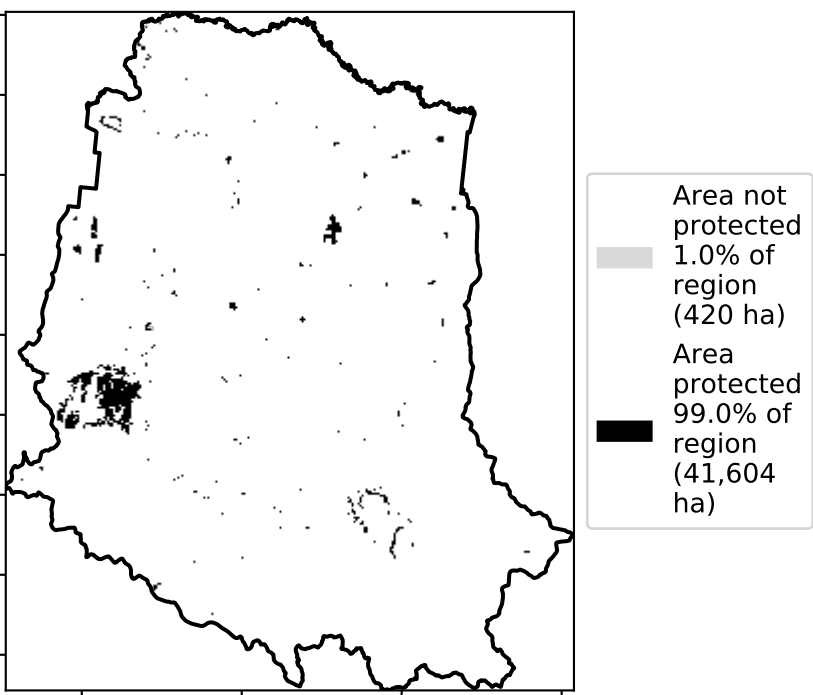 Area not
protected
1.0% of
region
(420 ha)
Area
protected
99.0% of
region
(41,604
ha)